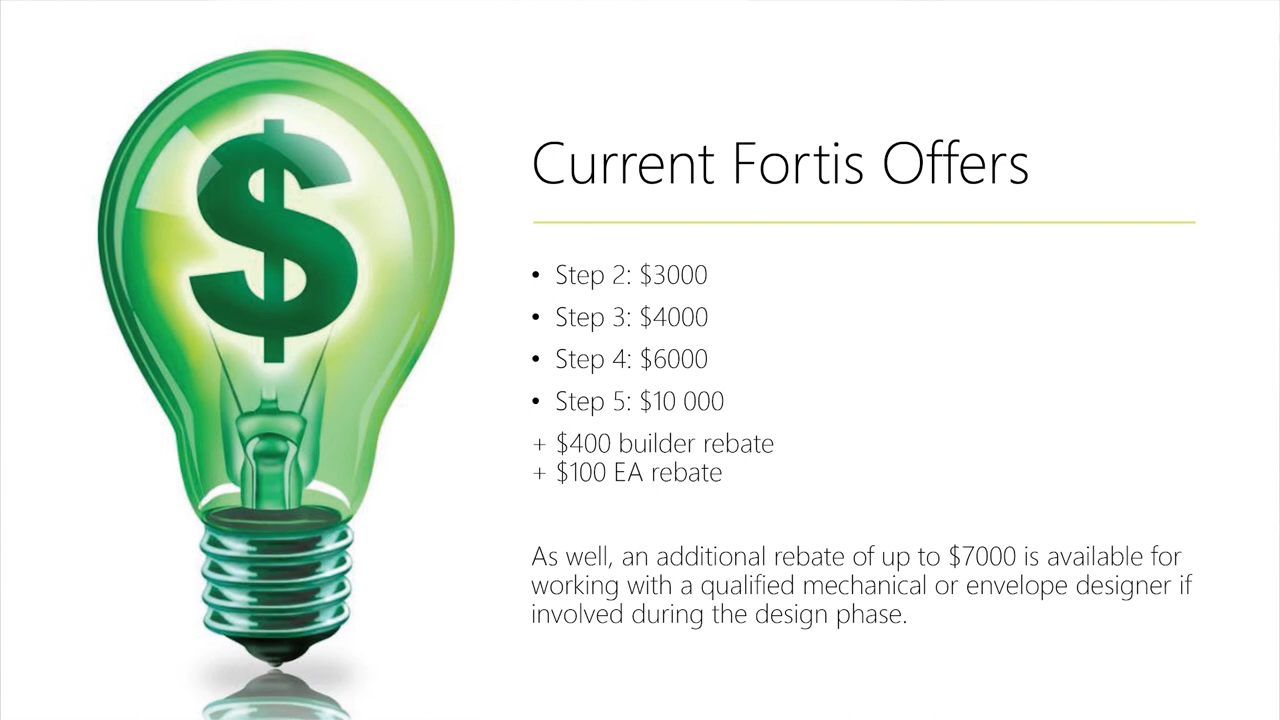 $
Current Fortis Offers
• Step 2: $3000
• Step 3: $4000
• Step 4: $6000
• Step 5: $10 000
+ $400 builder rebate
+ $100 EA rebate
As well, an additional rebate of up to $7000 is available for
working with a qualified mechanical or envelope designer if
involved during the design phase.